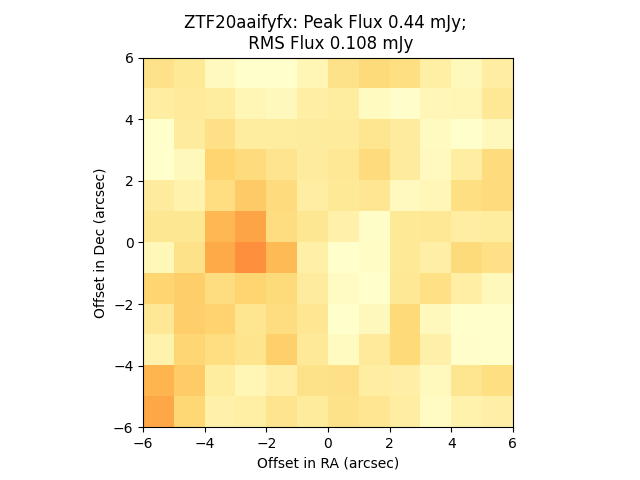 ZTF20aaifyfx: Peak Flux 0.44 mJy;
RMS Flux 0.108 mJy
6
4
2
0
−2
−4
−6
Offset in Dec (arcsec)
−6 −4 −2 0 2 4 6
Offset in RA (arcsec)